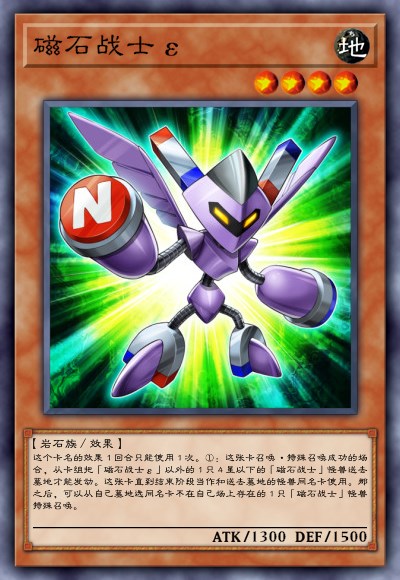 磁石战士 ε
地
N
【岩石族／效果】
这个卡名的效果1回合只能使用1次。①：这张卡召唤·特殊召唤成功的场
合，从卡组把「磁石战士ε」以外的1只4星以下的「磁石战士」怪兽送去
墓地才能发动。这张卡直到结束阶段当作和送去墓地的怪兽同名卡使用。那
之后，可以从自己墓地选同名卡不在自己场上存在的1只「磁石战士」怪兽
特殊召唤。
ATK/1300 DEF/1500